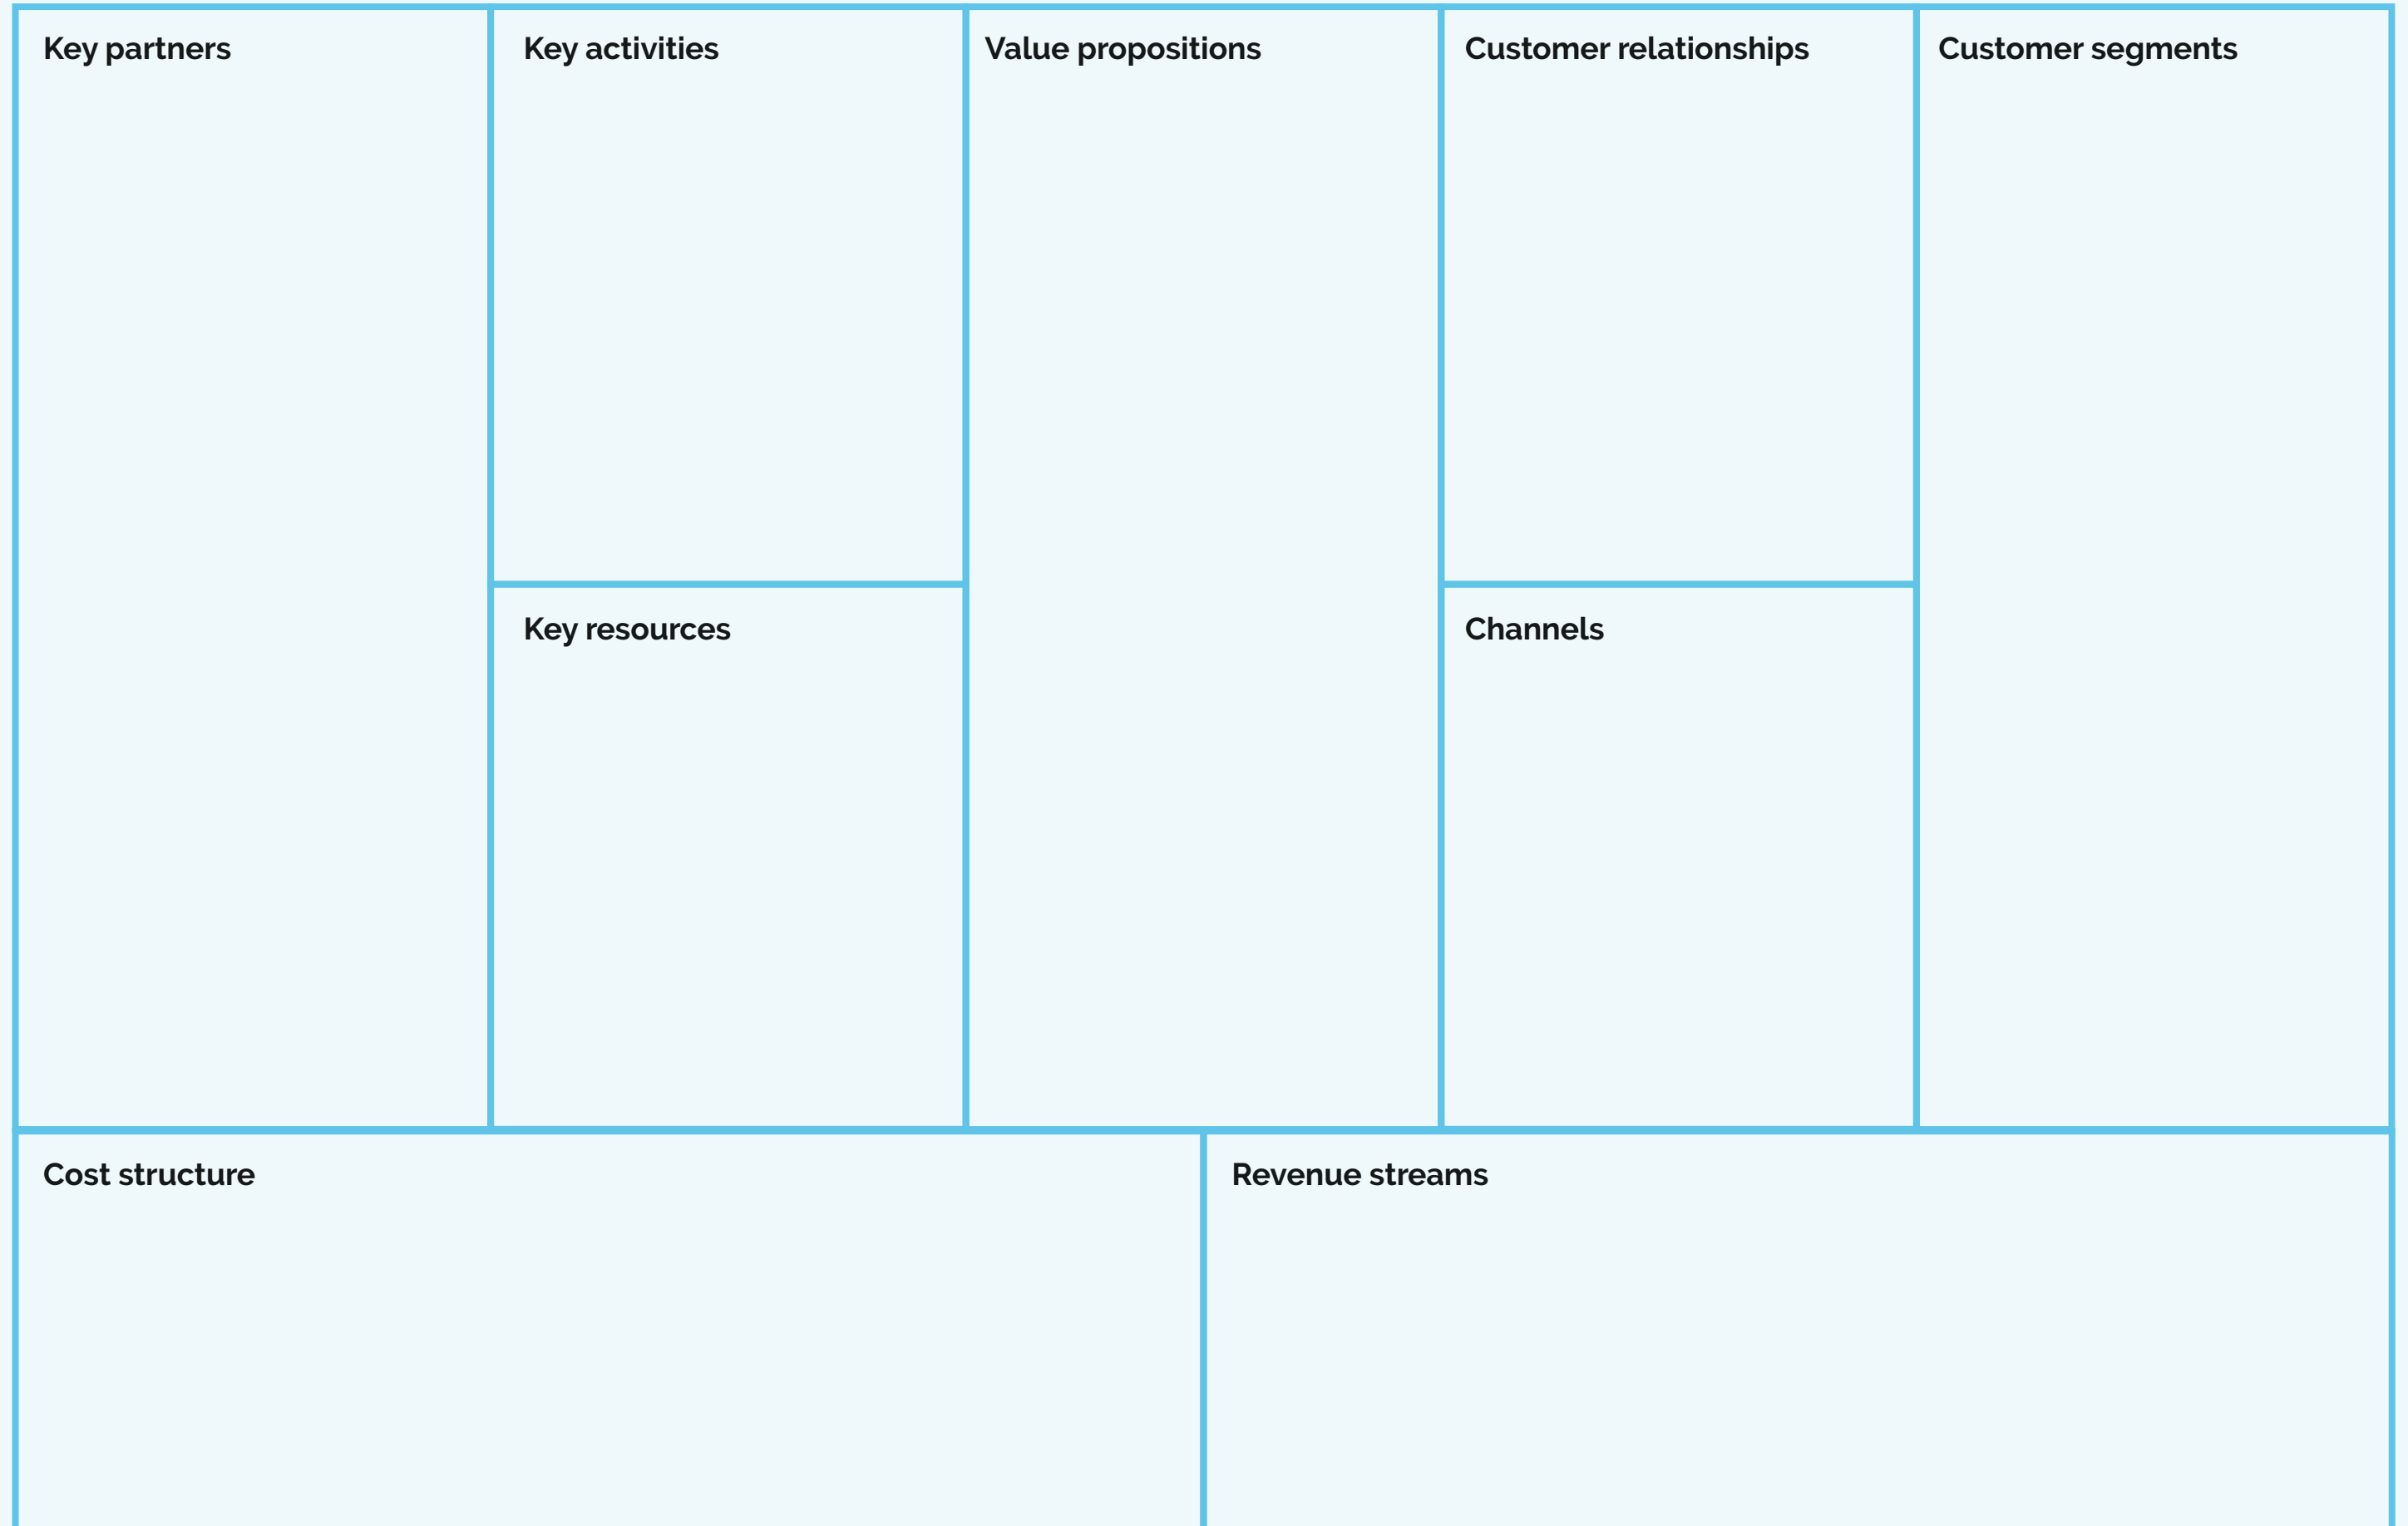 Key partners
Key activities
Value propositions
Customer relationships
Customer segments
Key resources
Channels
Cost structure
Revenue streams